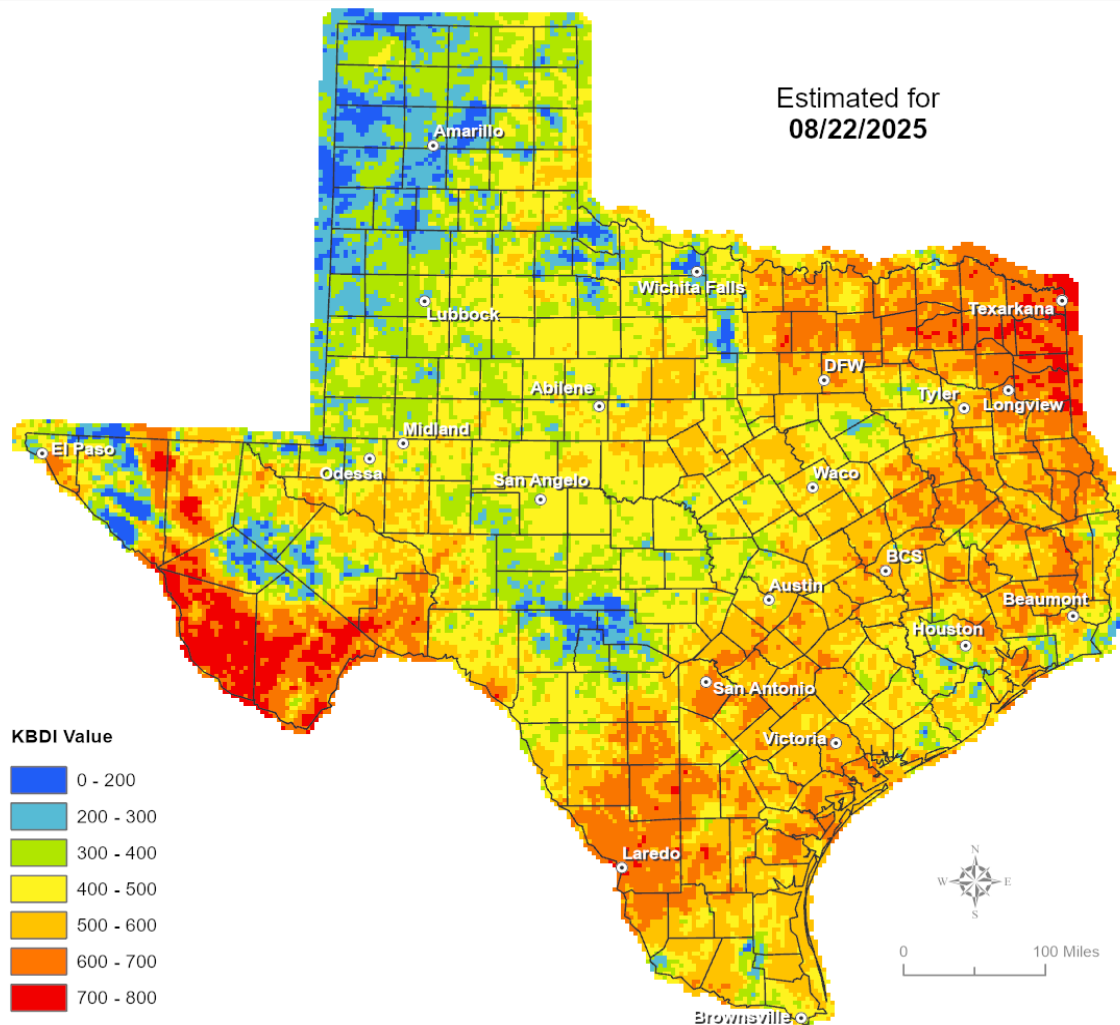 Estimated for
08/22/2025
Amarillo
Wichita Falls
Lubbock
Texarkana
DFW
Abilene
Tyler
Longview
Midland
El Paso
Odessa
San Angelo
Waco
BCS
Austin
Beaumont
Houston
San Antonio
Victoria
KBDI Value
0 - 200
200 - 300
300 - 400
400 - 500
500 - 600
600 - 700
700 - 800
Laredo
N
W E
S
0 100 Miles
Brownsville